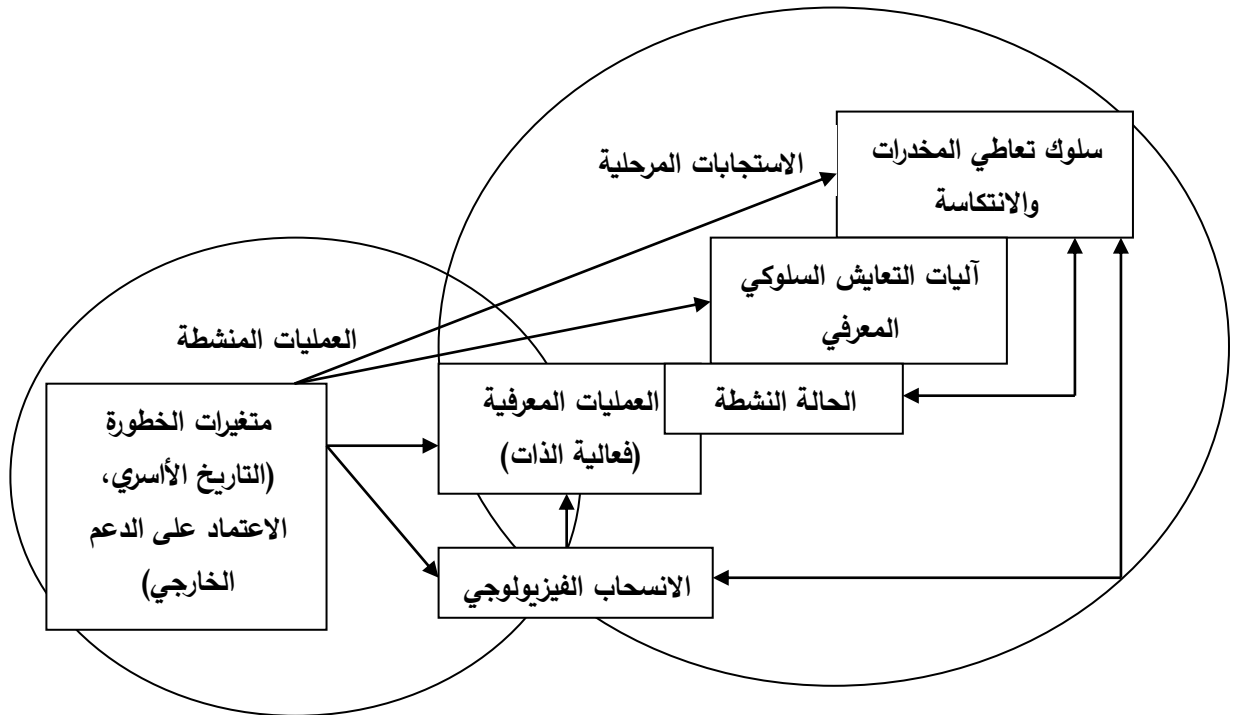 سلوك تعاطي المخدرات
والانتكاسة
الاستجابات المرحلية
آليات التعايش السلوكي
المعرفي
العمليات المنشطة
الحالة النشطة
العمليات المعرفية
(فعالية الذات)
متغيرات الخطورة
(التاريخ الأاسري،
الاعتماد على الدعم
الخارجي)
الانسحاب الفيزيولوجي